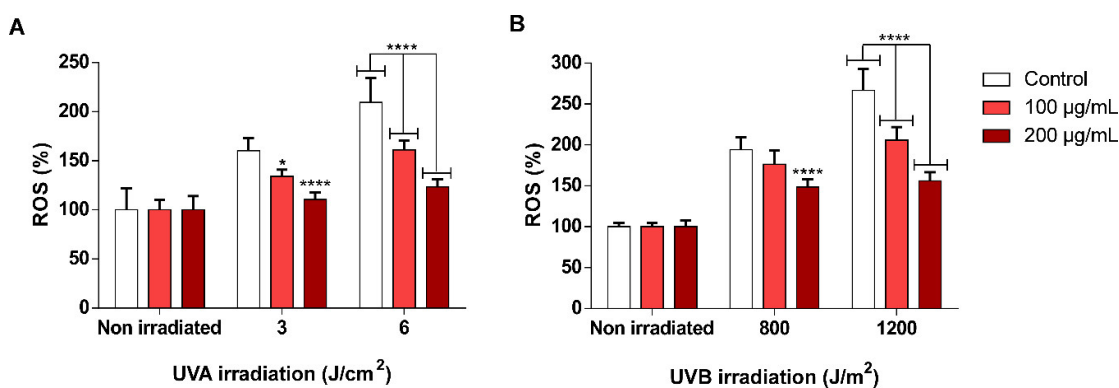 A
ROS (%)
250
200
150
100
50
0
****
*
****
Non irradiated 3 6
UVA irradiation (J/cm²)
B
ROS (%)
300
250
200
150
100
50
0
****
****
Non irradiated 800 1200
UVB irradiation (J/m²)
Control
100 µg/mL
200 µg/mL